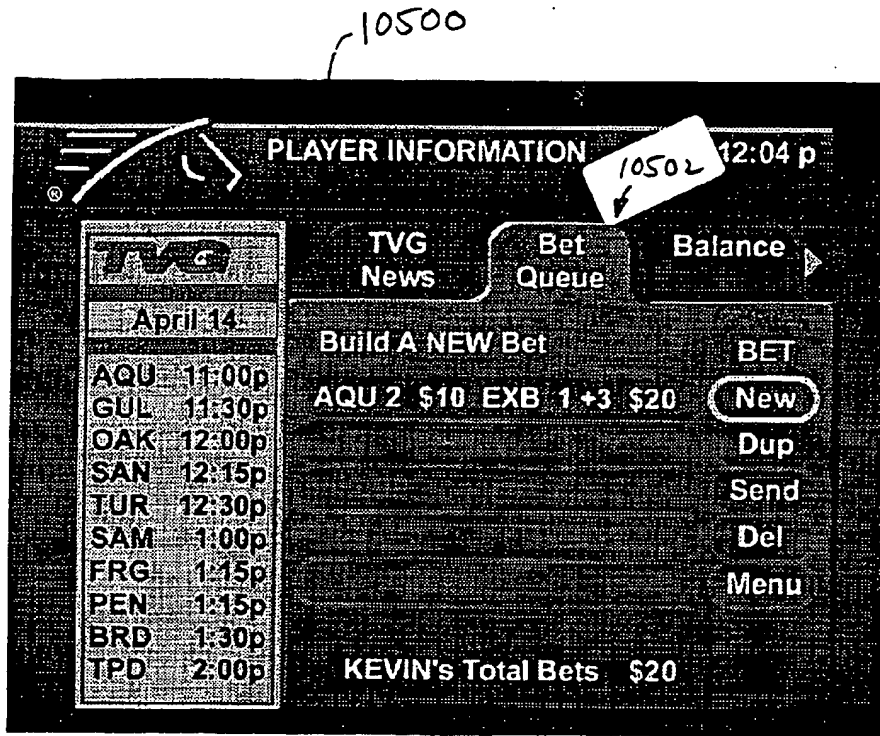 10500
PLAYER INFORMATION 12:04 p
10502
®
TVG
April 14
AQU 11:00p
GUL 11:30p
OAK 12:00p
SAN 12:15p
TUR 12:30p
SAM 1:00p
FRG 1:15p
PEN 1:15p
BRD 1:30p
TPD 2:00p
TVG News
Bet Queue
Balance
Build A NEW Bet
AQU 2 $10 EXB 1+3 $20
BET
New
Dup
Send
Del
Menu
KEVIN's Total Bets $20